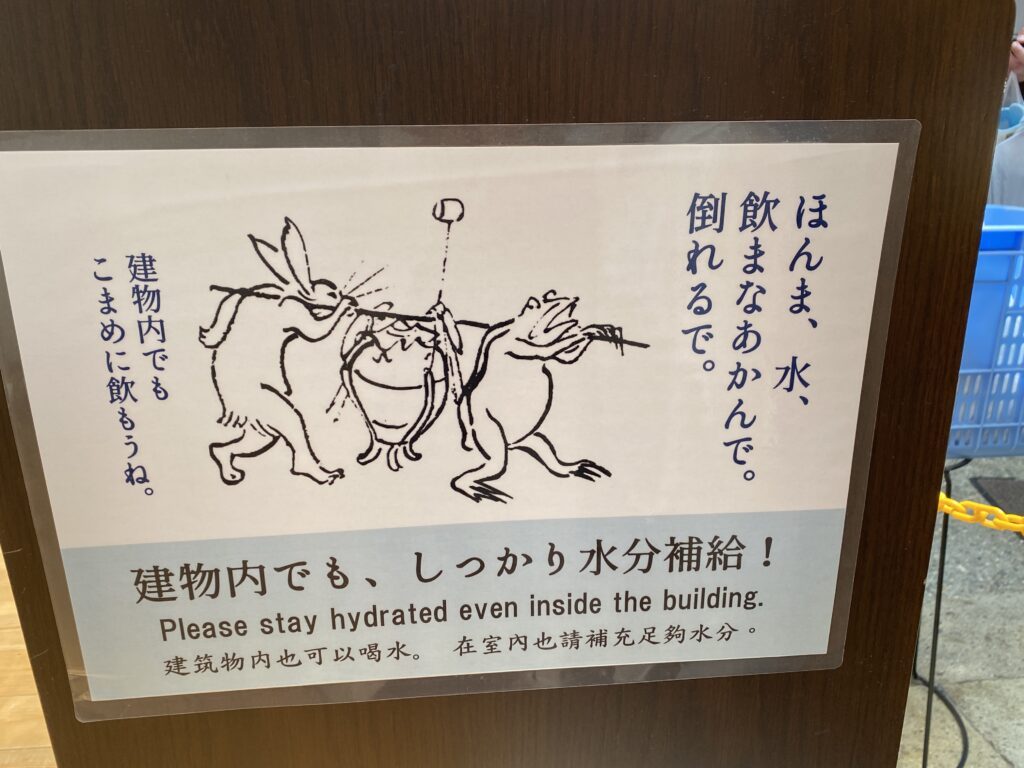 ほんま、水、
飲まなあかんで。
倒れるで。
建物内でも
こまめに飲もうね。
建物内でも、しっかり水分補給！
Please stay hydrated even inside the building.
建筑物内也可以喝水。 在室內也請補充足夠水分。